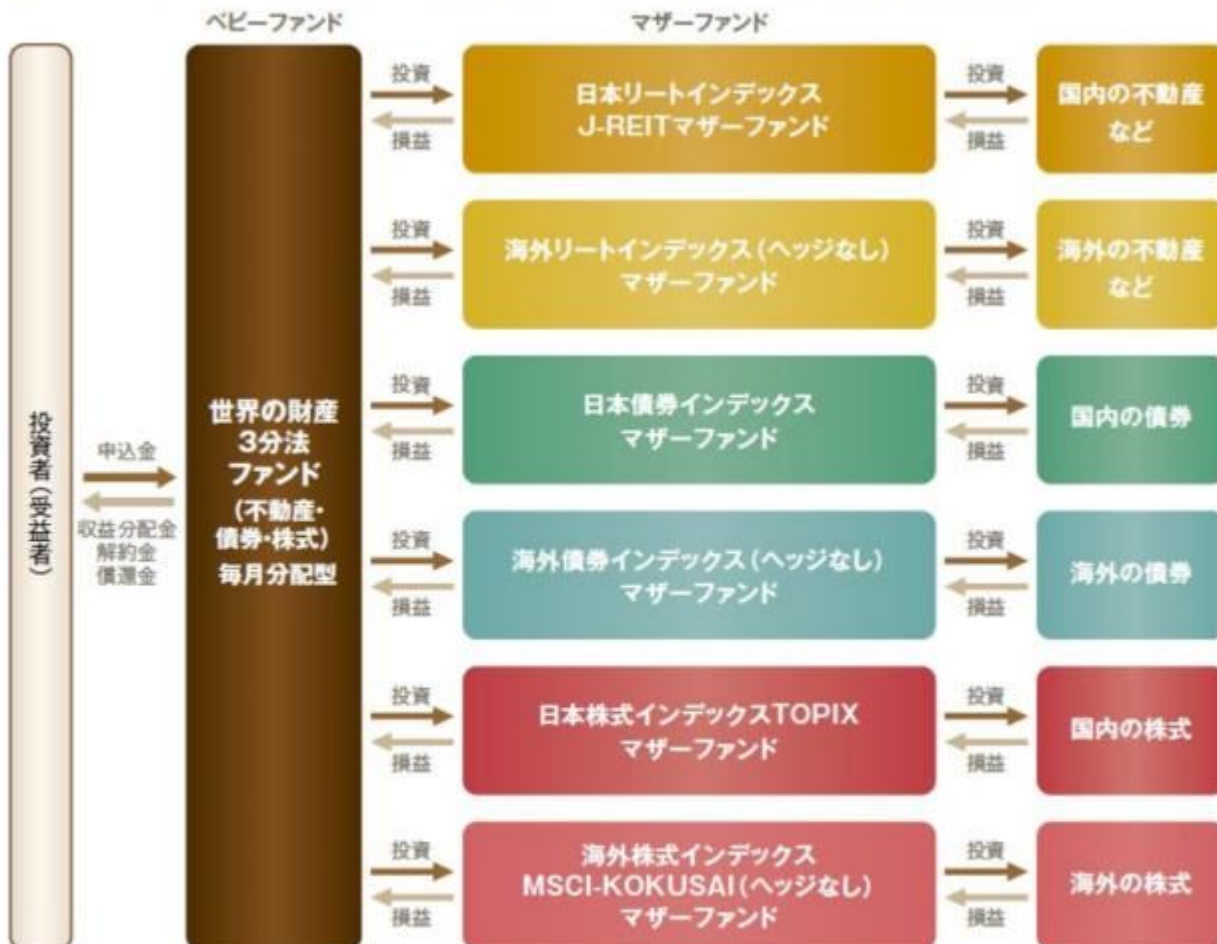 ベビーファンド
マザーファンド
投資者(受益者)
申込金
収益分配金
解約金
償還金
世界の財産
3分法
ファンド
(不動産・
債券・株式)
毎月分配型
投資
損益
日本リートインデックス
J-REITマザーファンド
投資
損益
国内の不動産
など
投資
損益
海外リートインデックス(ヘッジなし)
マザーファンド
投資
損益
海外の不動産
など
投資
損益
日本債券インデックス
マザーファンド
投資
損益
国内の債券
投資
損益
海外債券インデックス(ヘッジなし)
マザーファンド
投資
損益
海外の債券
投資
損益
日本株式インデックスTOPIX
マザーファンド
投資
損益
国内の株式
投資
損益
海外株式インデックス
MSCI-KOKUSAI(ヘッジなし)
マザーファンド
投資
損益
海外の株式